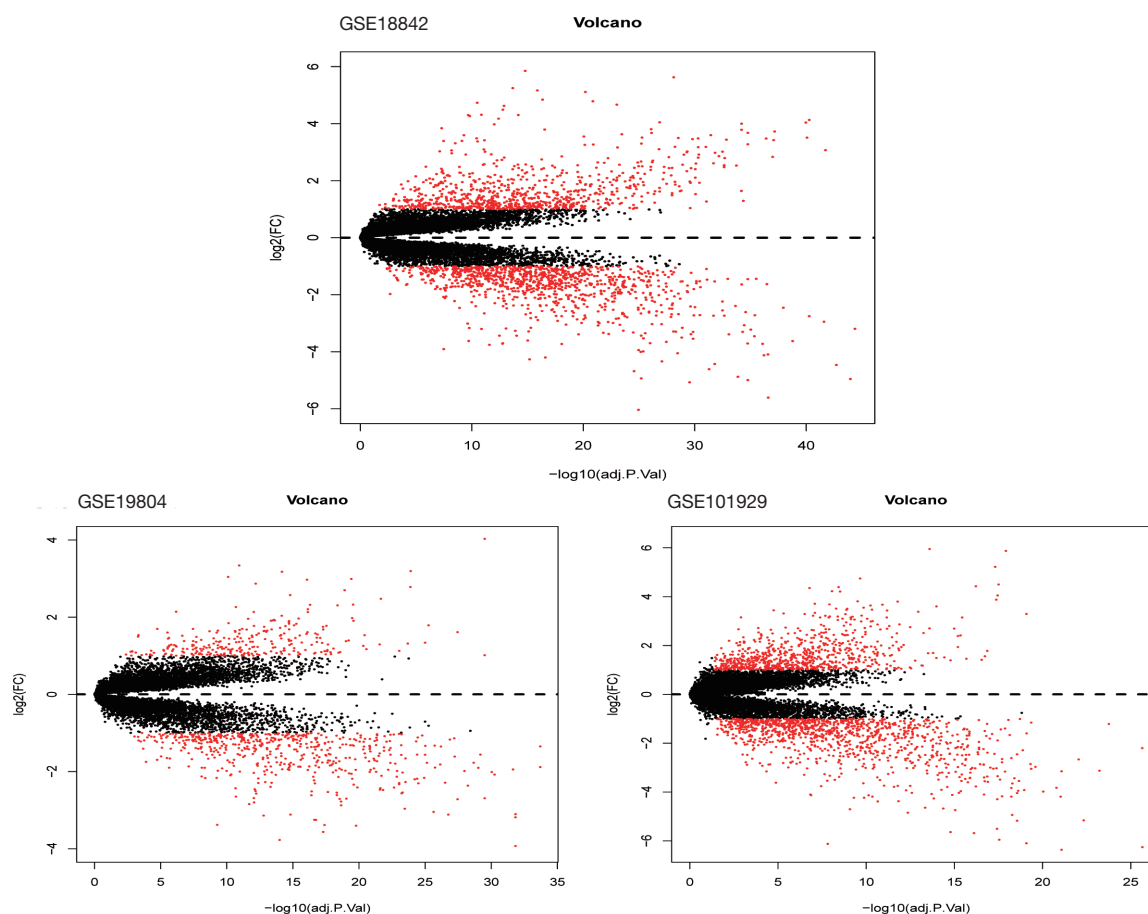 GSE18842 Volcano
6
4
2
0
-2
-4
-6
log2(FC)
0 10 20 30 40
-log10(adj.P.Val)
GSE19804 Volcano
4
2
0
-2
-4
log2(FC)
0 5 10 15 20 25 30 35
-log10(adj.P.Val)
GSE101929 Volcano
6
4
2
0
-2
-4
-6
log2(FC)
0 5 10 15 20 25
-log10(adj.P.Val)